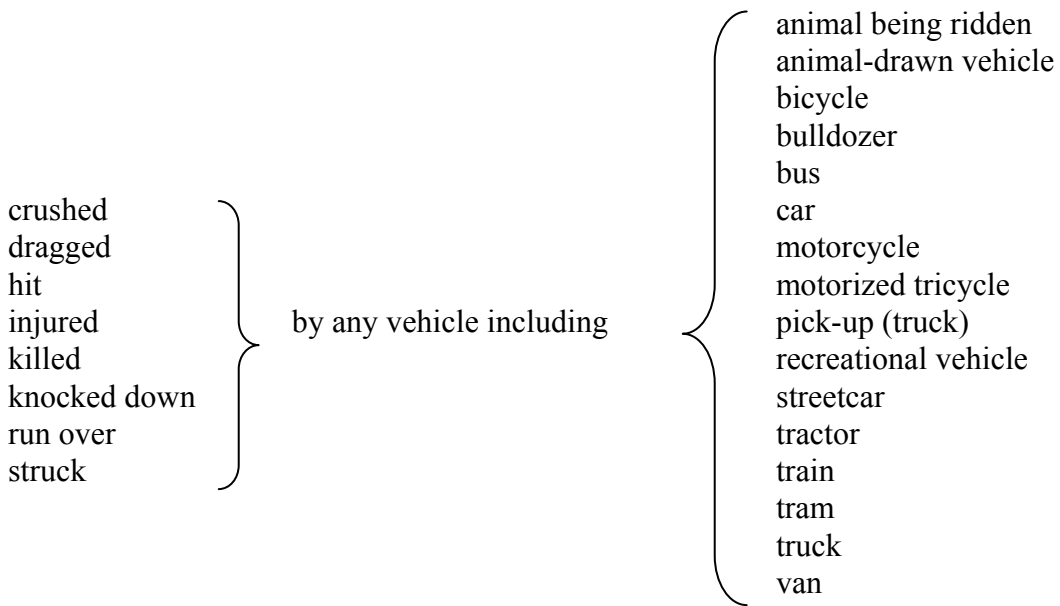 crushed
dragged
hit
injured
killed
knocked down
run over
struck
by any vehicle including
animal being ridden
animal-drawn vehicle
bicycle
bulldozer
bus
car
motorcycle
motorized tricycle
pick-up (truck)
recreational vehicle
streetcar
tractor
train
tram
truck
van